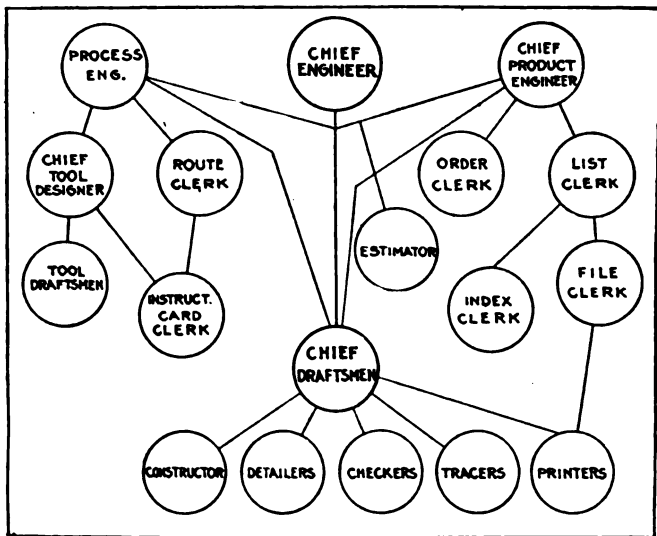 PROCESS
ENG.
CHIEF
ENGINEER
CHIEF
PRODUCT
ENGINEER
CHIEF
TOOL
DESIGNER
ROUTE
CLERK
ORDER
CLERK
LIST
CLERK
TOOL
DRAFTSMEN
INSTRUCT.
CARD
CLERK
ESTIMATOR
INDEX
CLERK
FILE
CLERK
CHIEF
DRAFTSMEN
CONSTRUCTOR
DETAILERS
CHECKERS
TRACERS
PRINTERS